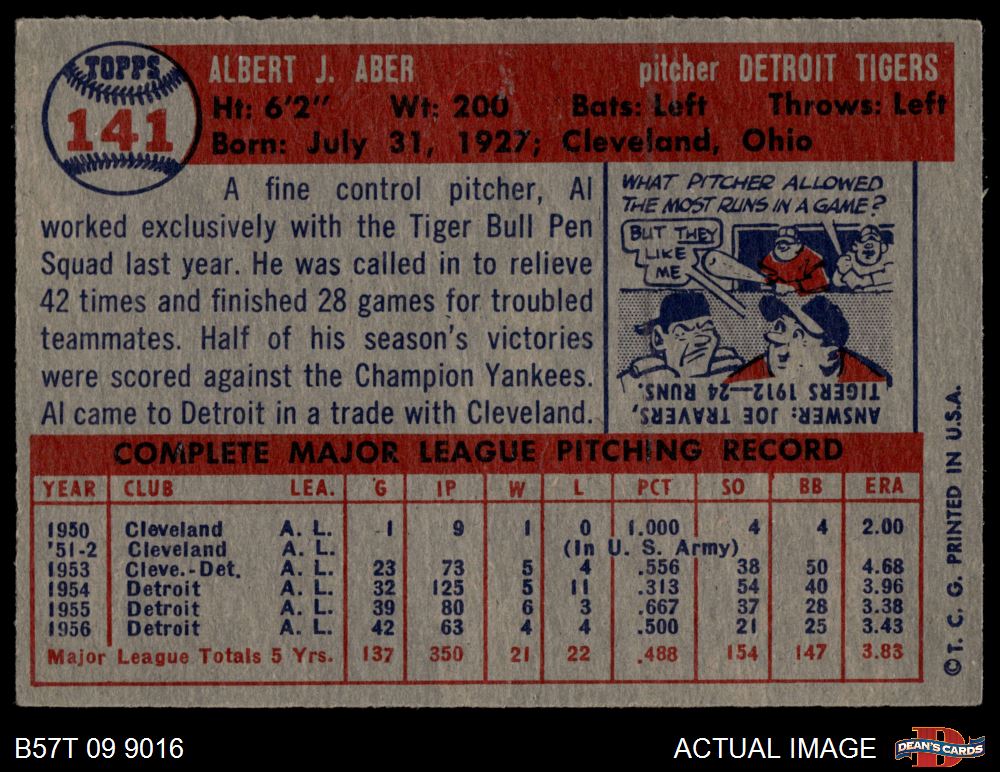 TOPPS
141
ALBERT J. ABER pitcher DETROIT TIGERS
Ht: 6'2" Wt: 200 Bats: Left Throws: Left
Born: July 31, 1927; Cleveland, Ohio
A fine control pitcher, Al
worked exclusively with the Tiger Bull Pen
Squad last year. He was called in to relieve
42 times and finished 28 games for troubled
teammates. Half of his season's victories
were scored against the Champion Yankees.
Al came to Detroit in a trade with Cleveland.
WHAT PITCHER ALLOWED
THE MOST RUNS IN A GAME?
BUT THEY
LIKE
ME
ANSWER: JOE TRAVERS,
TIGERS 1912—24 RUNS.
COMPLETE MAJOR LEAGUE PITCHING RECORD
YEAR CLUB LEA. G IP W L PCT SO BB ERA
1950 Cleveland A. L. 1 9 1 0 1.000 4 4 2.00
'51-2 Cleveland A. L. (In U. S. Army)
1953 Cleve.-Det. A. L. 23 73 5 4 .556 38 50 4.68
1954 Detroit A. L. 32 125 5 11 .313 54 40 3.96
1955 Detroit A. L. 39 80 6 3 .667 37 28 3.38
1956 Detroit A. L. 42 63 4 4 .500 21 25 3.43
Major League Totals 5 Yrs. 137 350 21 22 .488 154 147 3.83
©T. C. G. PRINTED IN U.S.A.
B57T 09 9016 ACTUAL IMAGE
DEAN'S CARDS